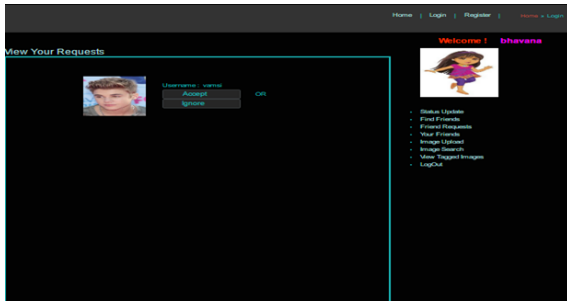 Home | Login | Register | Home » Login
Welcome ! bhavana
View Your Requests
Username : vamsi
Accept OR
Ignore
Status Update
Find Friends
Friend Requests
Your Friends
Image Upload
Image Search
View Tagged Images
LogOut